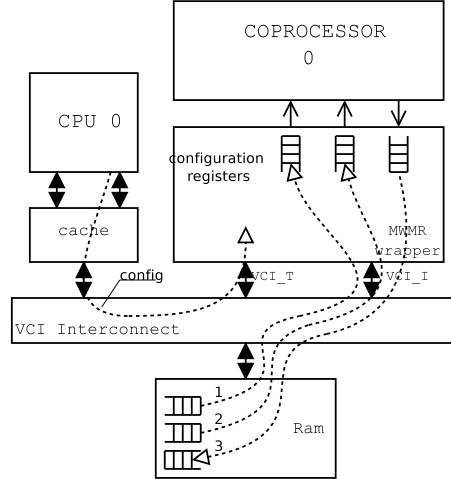 COPROCESSOR
0
CPU 0
configuration
registers
cache
MWMR
wrapper
config
VCI_T
VCI_I
VCI Interconnect
1
2
3
Ram